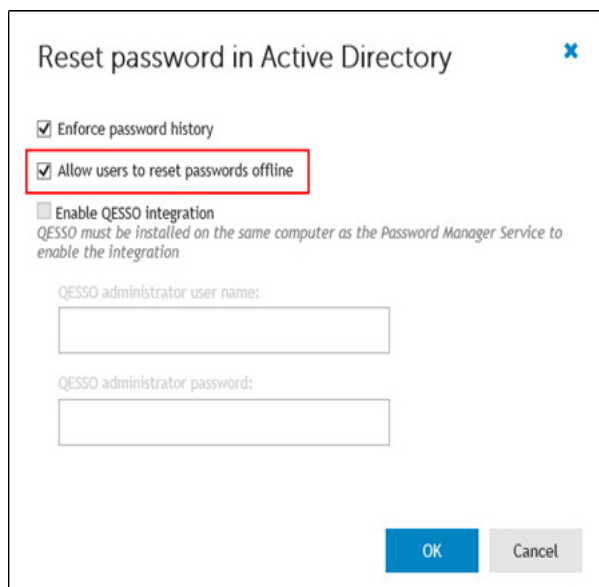 Reset password in Active Directory
Enforce password history
Allow users to reset passwords offline
Enable QESSO integration
QESSO must be installed on the same computer as the Password Manager Service to
enable the integration
QESSO administrator user name:
QESSO administrator password:
OK
Cancel